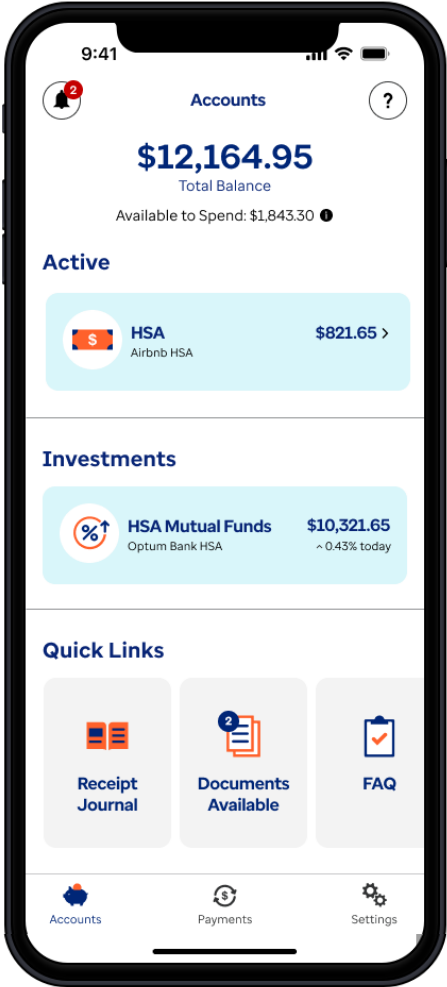 9:41
2
Accounts
?
$12,164.95
Total Balance
Available to Spend: $1,843.30 i
Active
$
HSA
$821.65 >
Airbnb HSA
Investments
%
HSA Mutual Funds
$10,321.65
Optum Bank HSA
^ 0.43% today
Quick Links
2
Receipt
Journal
Documents
Available
FAQ
$
Accounts
Payments
Settings